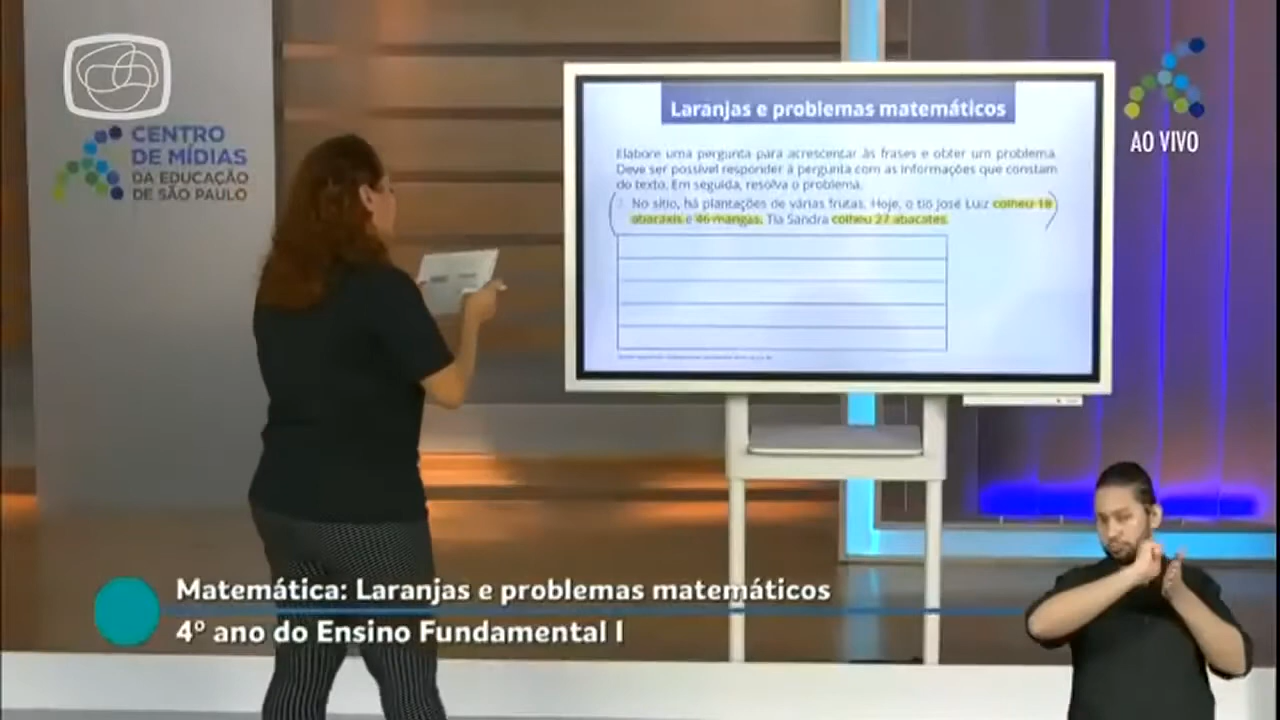 CENTRO
DE MÍDIAS
DA EDUCAÇÃO
DE SÃO PAULO
AO VIVO
Laranjas e problemas matemáticos
Elabore uma pergunta para acrescentar às frases e obter um problema.
Deve ser possível responder à pergunta com as informações que constam
do texto. Em seguida, resolva o problema.
No sítio, há plantações de várias frutas. Hoje, o tio José Luiz colheu 18
abacaxis e 46 mangas. Tia Sandra colheu 27 abacates.
Matemática: Laranjas e problemas matemáticos
4º ano do Ensino Fundamental I